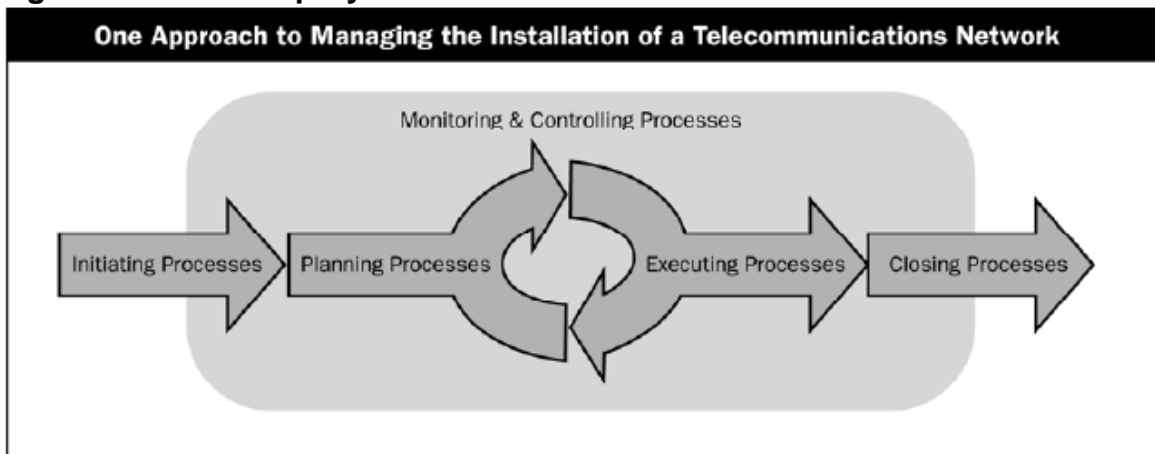 One Approach to Managing the Installation of a Telecommunications Network
Monitoring & Controlling Processes
Initiating Processes
Planning Processes
Executing Processes
Closing Processes